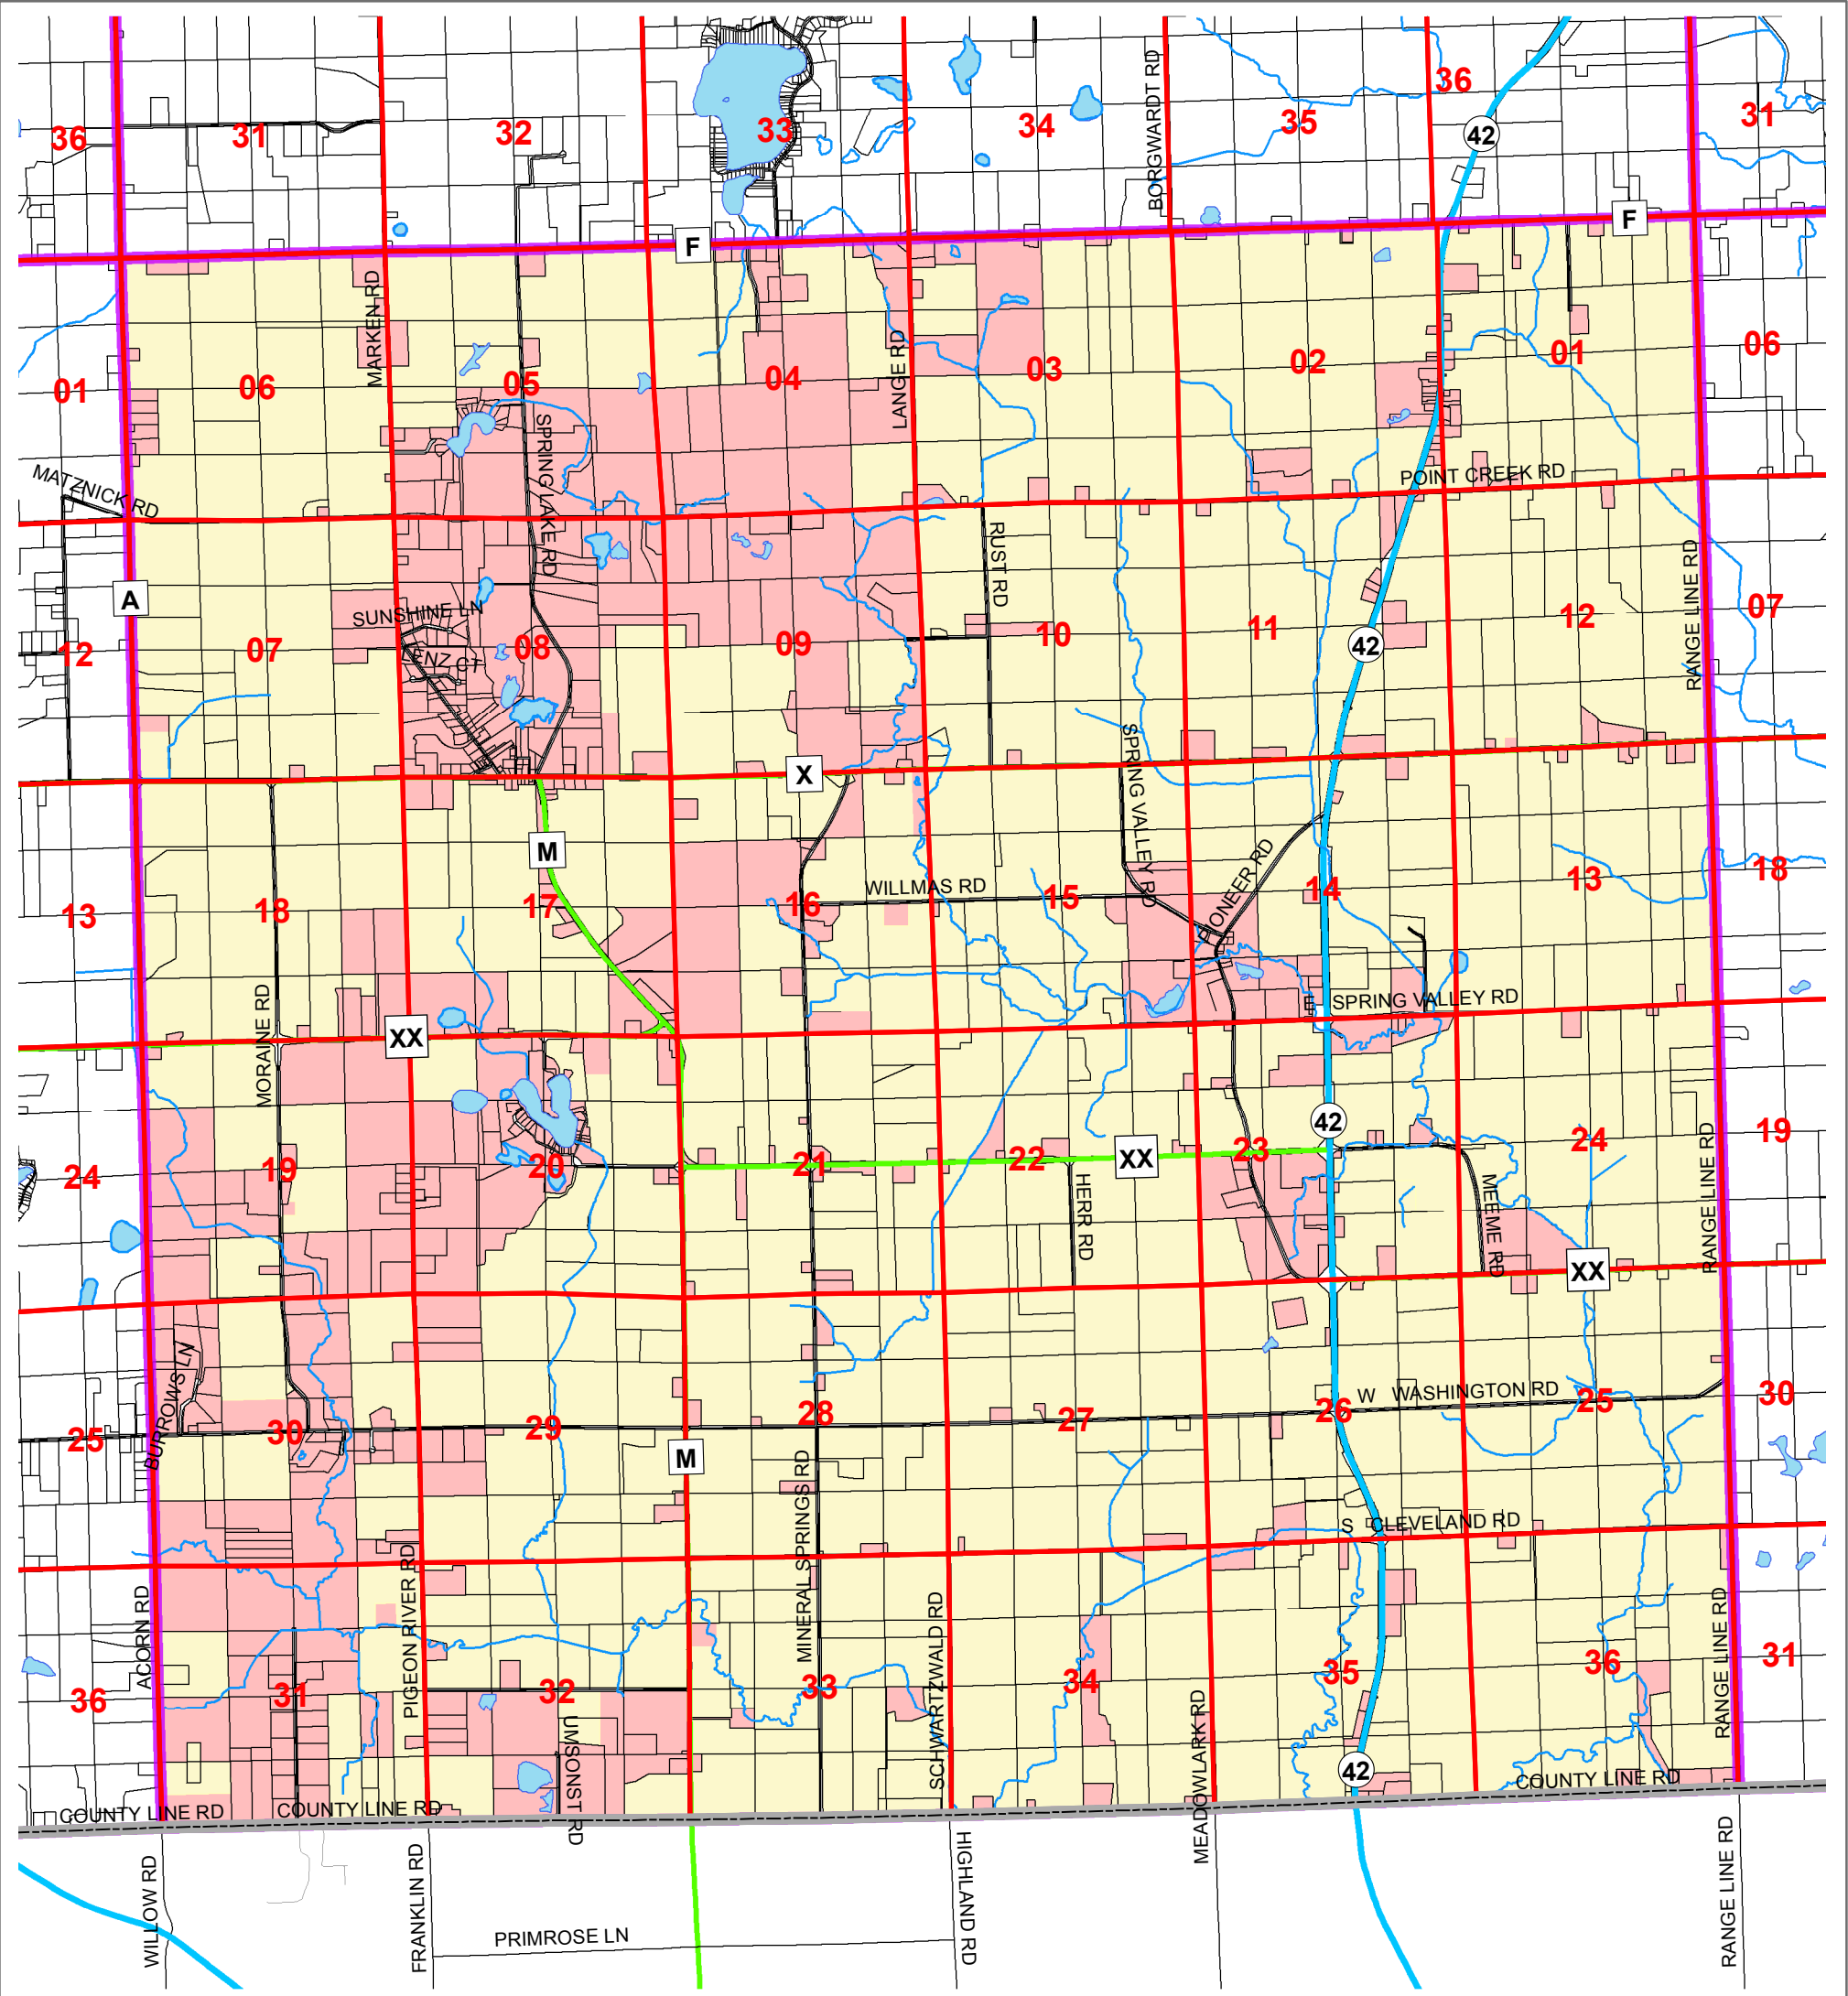 36
31
32
33
34
BORGWARDT RD
35
36
42
31
F
F
01
06
MARKEN RD
05
04
LANGE RD
03
02
01
06
MATZNICK RD
SPRING LAKE RD
POINT CREEK RD
A
RUST RD
RANGE LINE RD
12
07
SUNSHINE LN
LENZ CT
08
09
10
11
42
12
07
X
SPRING VALLEY RD
M
13
18
17
16
WILLMAS RD
15
PIONEER RD
14
13
18
MORAINE RD
XX
E SPRING VALLEY RD
42
24
19
20
21
22
XX
23
24
19
HERR RD
MEEME RD
RANGE LINE RD
XX
BURROWS LN
25
30
29
28
27
26
W WASHINGTON RD
25
30
M
MINERAL SPRINGS RD
S CLEVELAND RD
ACORN RD
PIGEON RIVER RD
SCHWARTZWALD RD
RANGE LINE RD
36
31
32
33
34
35
36
31
UMSONST RD
MEADOWLARK RD
42
COUNTY LINE RD
COUNTY LINE RD
COUNTY LINE RD
WILLOW RD
FRANKLIN RD
PRIMROSE LN
HIGHLAND RD
RANGE LINE RD